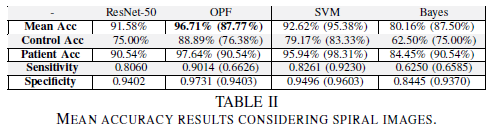 - ResNet-50 OPF SVM Bayes
Mean Acc 91.58% 96.71% (87.77%) 92.62% (95.38%) 80.16% (87.50%)
Control Acc 75.00% 88.89% (76.38%) 79.17% (83.33%) 62.50% (75.00%)
Patient Acc 90.54% 97.64% (90.54%) 95.94% (98.31%) 84.45% (90.54%)
Sensitivity 0.8060 0.9014 (0.6626) 0.8261 (0.9230) 0.6250 (0.6585)
Specificity 0.9402 0.9731 (0.9403) 0.9496 (0.9603) 0.8445 (0.9370)
TABLE II
MEAN ACCURACY RESULTS CONSIDERING SPIRAL IMAGES.